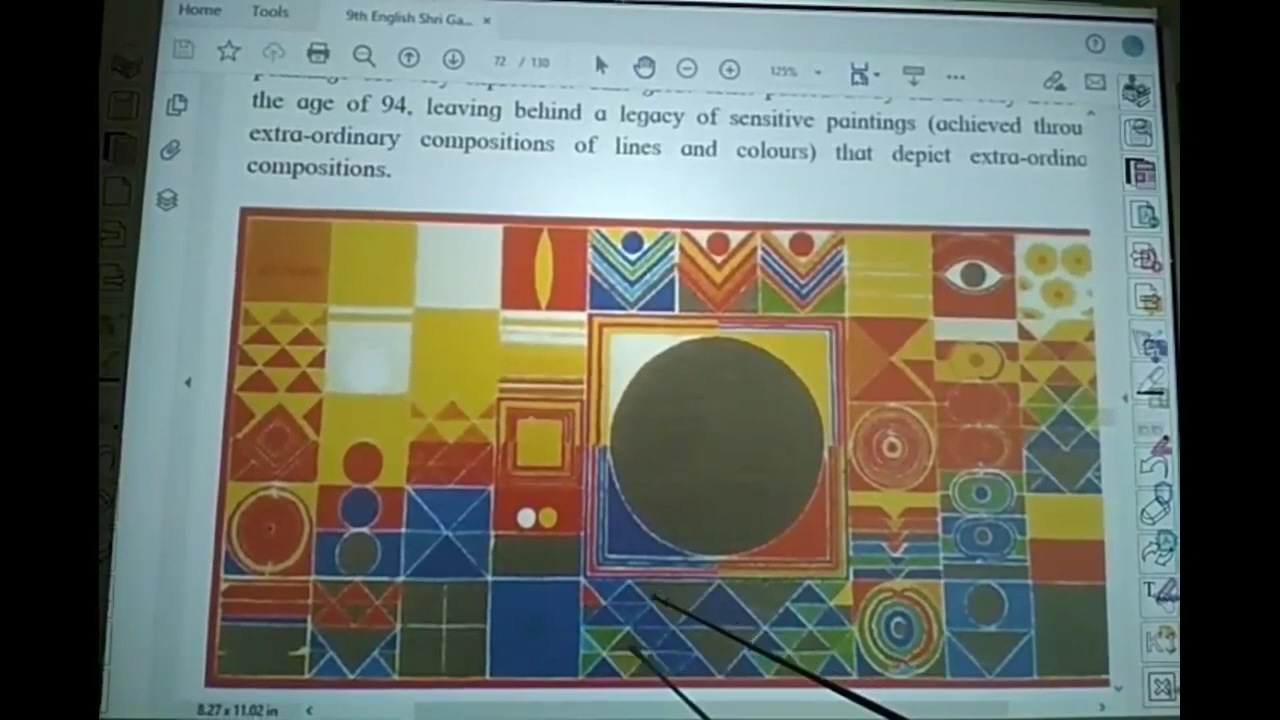 Home Tools 9th English Shri Ga... ×
72 / 130 125%
the age of 94, leaving behind a legacy of sensitive paintings (achieved throu
extra-ordinary compositions of lines and colours) that depict extra-ordina
compositions.
8.27 x 11.02 in